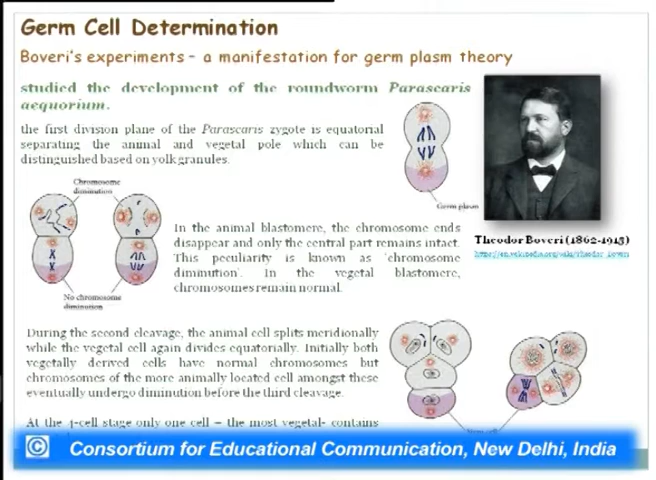 Germ Cell Determination
Boveri's experiments – a manifestation for germ plasm theory
studied the development of the roundworm Parascaris
aequorium.
the first division plane of the Parascaris zygote is equatorial
separating the animal and vegetal pole which can be
distinguished based on yolk granules.
Germ plasm
Chromosome
diminution
No chromosome
diminution
In the animal blastomere, the chromosome ends
disappear and only the central part remains intact.
This peculiarity is known as 'chromosome
diminution'. In the vegetal blastomere,
chromosomes remain normal.
Theodor Boveri (1862-1915)
During the second cleavage, the animal cell splits meridionally
while the vegetal cell again divides equatorially. Initially both
vegetally derived cells have normal chromosomes but
chromosomes of the more animally located cell amongst these
eventually undergo diminution before the third cleavage.
At the 4-cell stage only one cell – the most vegetal- contains
© Consortium for Educational Communication, New Delhi, India